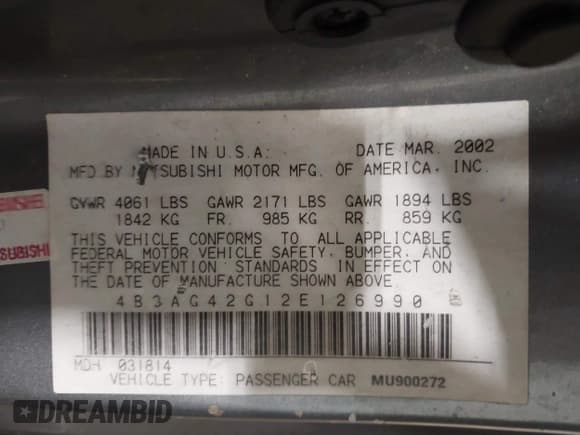 MADE IN U.S.A. DATE MAR. 2002
MFD BY MITSUBISHI MOTOR MFG. OF AMERICA, INC.
GVWR 4061 LBS GAWR 2171 LBS GAWR 1894 LBS
1842 KG FR. 985 KG RR. 859 KG
THIS VEHICLE CONFORMS TO ALL APPLICABLE
FEDERAL MOTOR VEHICLE SAFETY, BUMPER, AND
THEFT PREVENTION STANDARDS IN EFFECT ON
THE DATE OF MANUFACTURE SHOWN ABOVE
4B3AG42G12E126990
MDH 031814
VEHICLE TYPE: PASSENGER CAR MU900272
DREAMBID